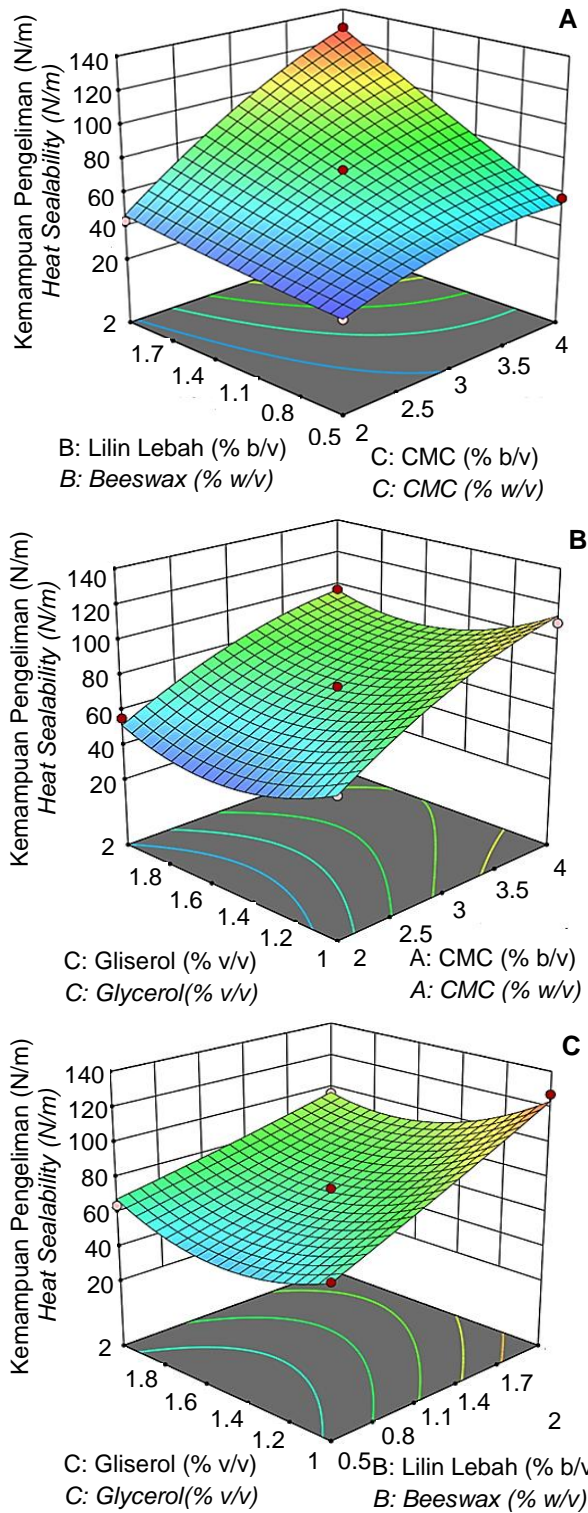 A
Kemampuan Pengeliman (N/m)
Heat Sealability (N/m)
140
120
100
80
60
40
20
2
1.7
1.4
1.1
0.8
0.5
2
2.5
3
3.5
4
B: Lilin Lebah (% b/v)
B: Beeswax (% w/v)
C: CMC (% b/v)
C: CMC (% w/v)
B
Kemampuan Pengeliman (N/m)
Heat Sealability (N/m)
140
120
100
80
60
40
20
2
1.8
1.6
1.4
1.2
1
2
2.5
3
3.5
4
C: Gliserol (% v/v)
C: Glycerol(% v/v)
A: CMC (% b/v)
A: CMC (% w/v)
C
Kemampuan Pengeliman (N/m)
Heat Sealability (N/m)
140
120
100
80
60
40
20
2
1.8
1.6
1.4
1.2
1
0.5
0.8
1.1
1.4
1.7
2
C: Gliserol (% v/v)
C: Glycerol(% v/v)
B: Lilin Lebah (% b/v
B: Beeswax (% w/v)